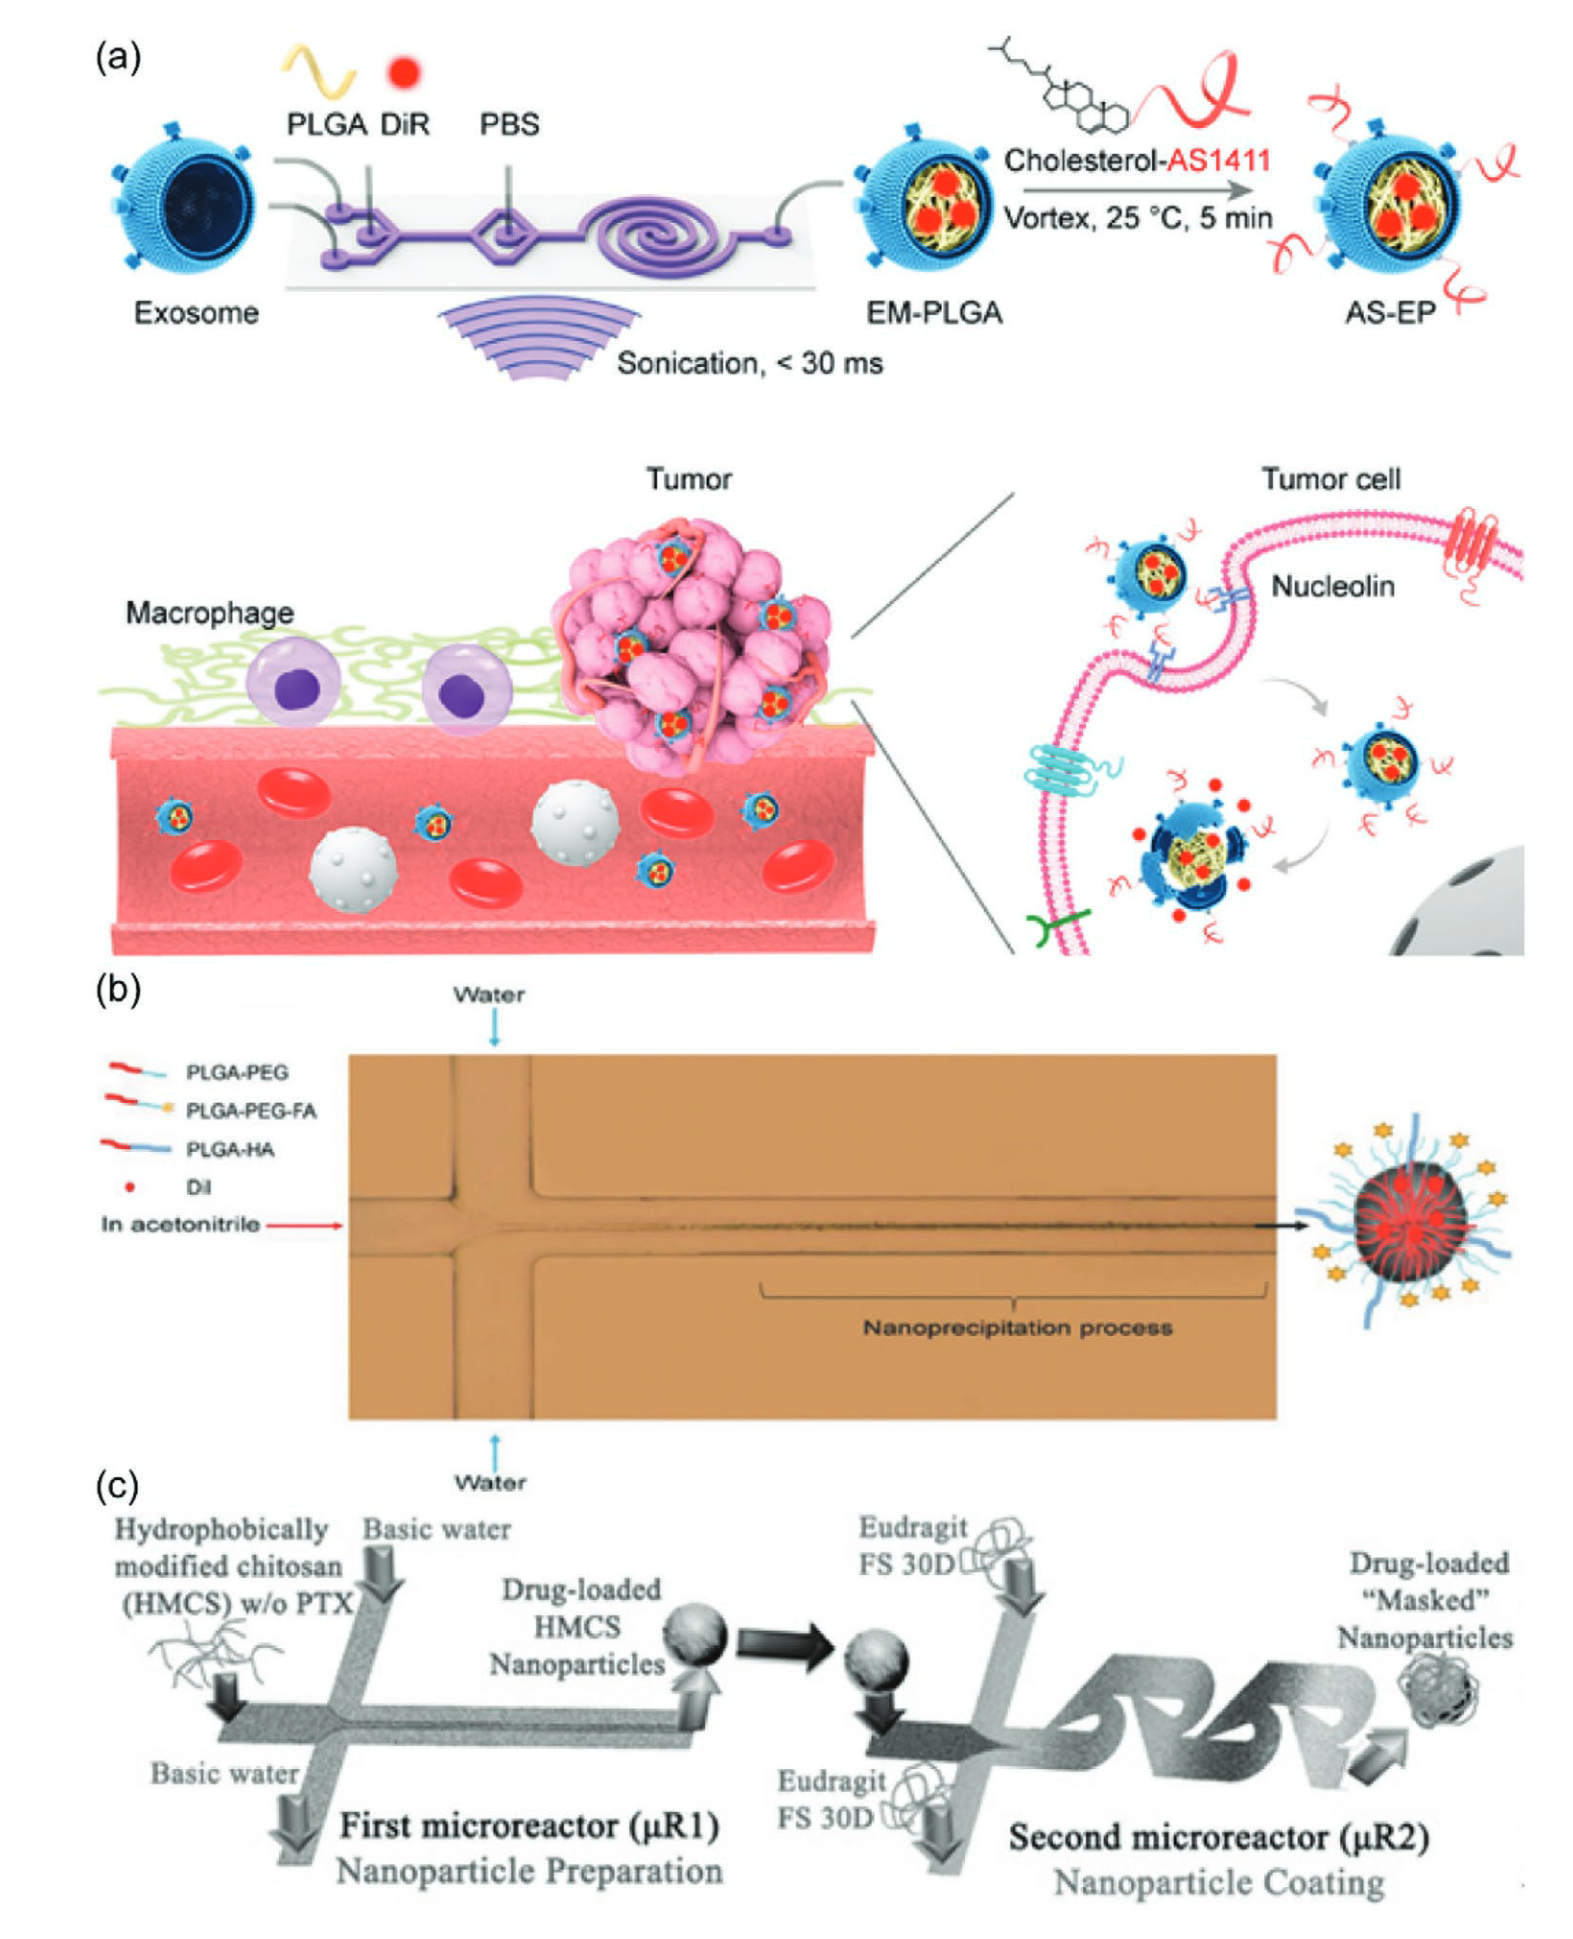 (a)
PLGA DiR
PBS
Cholesterol-AS1411
Vortex, 25 °C, 5 min
Exosome
EM-PLGA
AS-EP
Sonication, < 30 ms
Tumor
Tumor cell
Macrophage
Nucleolin
(b)
Water
PLGA-PEG
PLGA-PEG-FA
PLGA-HA
DiI
In acetonitrile
Nanoprecipitation process
Water
(c)
Hydrophobically
modified chitosan
(HMCS) w/o PTX
Basic water
Drug-loaded
HMCS
Nanoparticles
Basic water
First microreactor (μR1)
Nanoparticle Preparation
Eudragit
FS 30D
Drug-loaded
“Masked”
Nanoparticles
Eudragit
FS 30D
Second microreactor (μR2)
Nanoparticle Coating